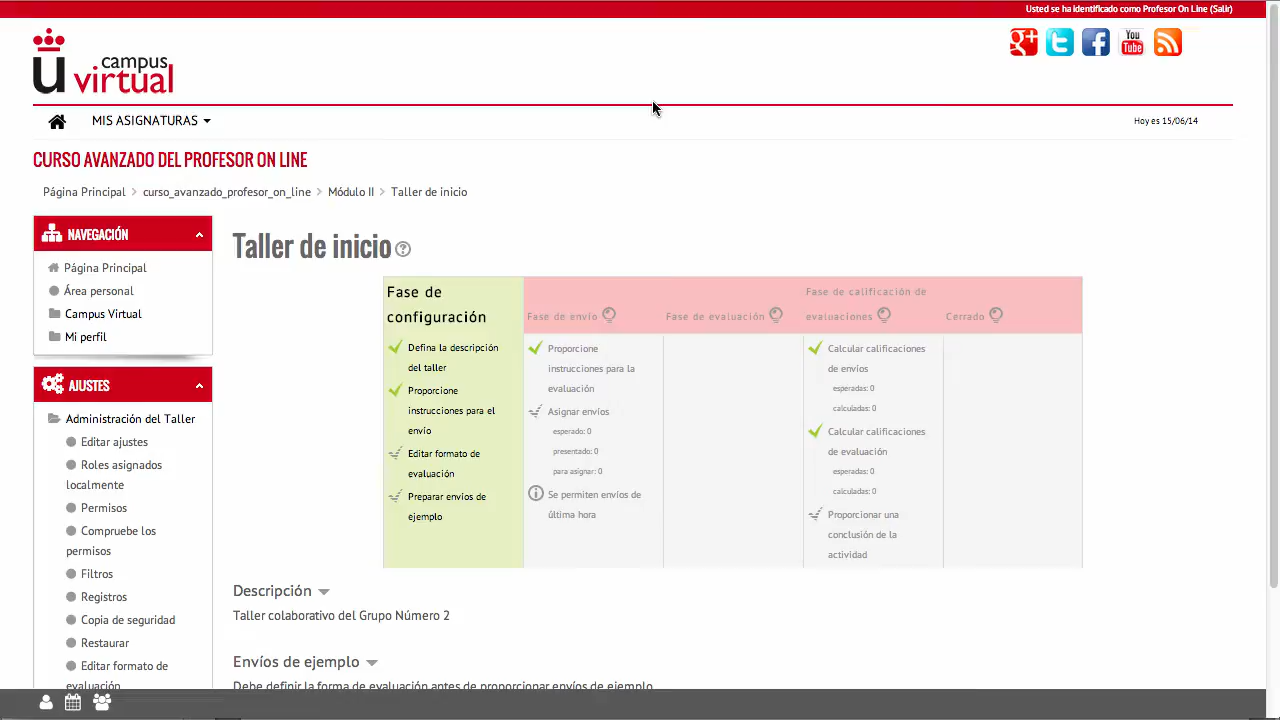 Usted se ha identificado como Profesor On Line (Salir)
campus
virtual
You
Tube
MIS ASIGNATURAS
Hoy es 15/06/14
CURSO AVANZADO DEL PROFESOR ON LINE
Página Principal > curso_avanzado_profesor_on_line > Módulo II > Taller de inicio
NAVEGACIÓN
Página Principal
Área personal
Campus Virtual
Mi perfil
AJUSTES
Administración del Taller
Editar ajustes
Roles asignados
localmente
Permisos
Compruebe los
permisos
Filtros
Registros
Copia de seguridad
Restaurar
Editar formato de
evaluación
Taller de inicio
Fase de
configuración
Defina la descripción
del taller
Proporcione
instrucciones para el
envío
Editar formato de
evaluación
Preparar envíos de
ejemplo
Fase de envío
Proporcione
instrucciones para la
evaluación
Asignar envíos
esperado: 0
presentado: 0
para asignar: 0
Se permiten envíos de
última hora
Fase de evaluación
Fase de calificación de
evaluaciones
Calcular calificaciones
de envíos
esperadas: 0
calculadas: 0
Calcular calificaciones
de evaluación
esperadas: 0
calculadas: 0
Proporcionar una
conclusión de la
actividad
Cerrado
Descripción
Taller colaborativo del Grupo Número 2
Envíos de ejemplo
Debe definir la forma de evaluación antes de proporcionar envíos de ejemplo